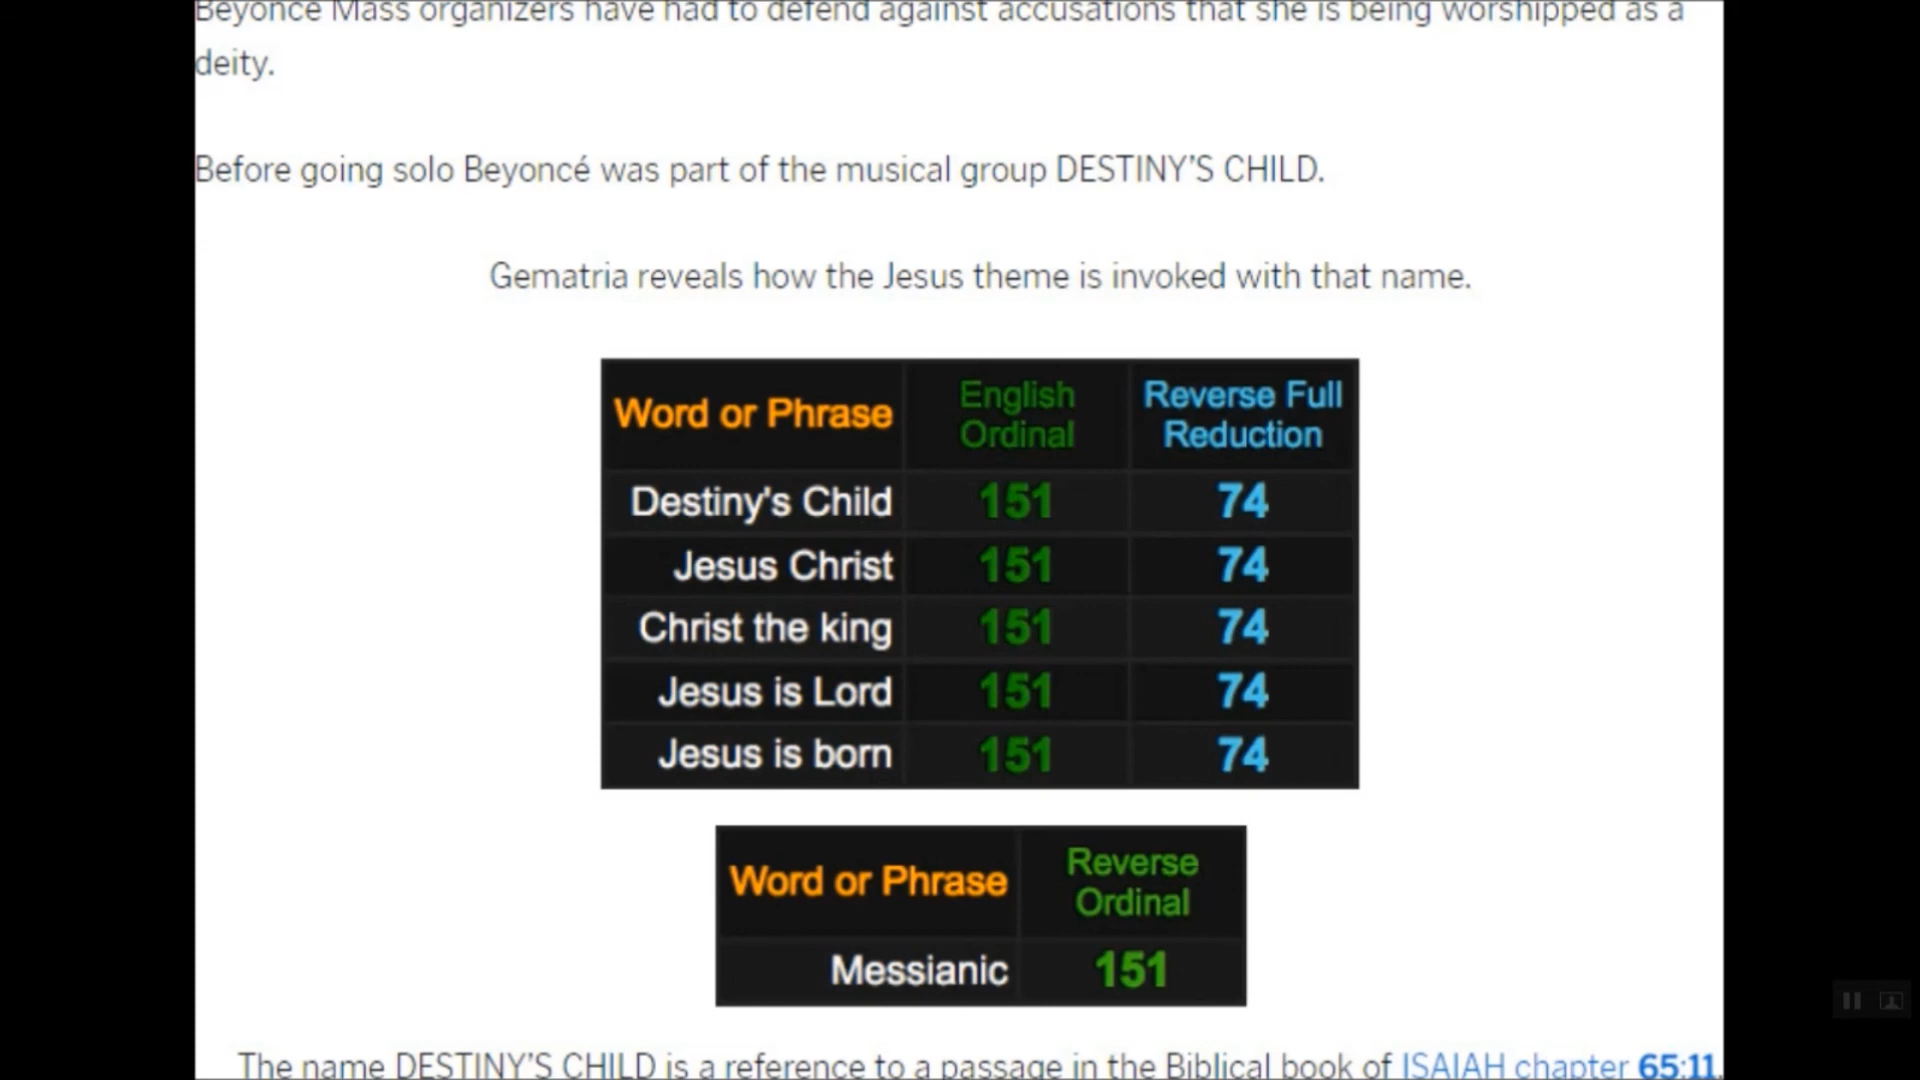 Beyoncé Mass organizers have had to defend against accusations that she is being worshipped as a
deity.
Before going solo Beyoncé was part of the musical group DESTINY'S CHILD.
Gematria reveals how the Jesus theme is invoked with that name.
Word or Phrase English Ordinal Reverse Full Reduction
Destiny's Child 151 74
Jesus Christ 151 74
Christ the king 151 74
Jesus is Lord 151 74
Jesus is born 151 74
Word or Phrase Reverse Ordinal
Messianic 151
The name DESTINY'S CHILD is a reference to a passage in the Biblical book of ISAIAH chapter 65:11.